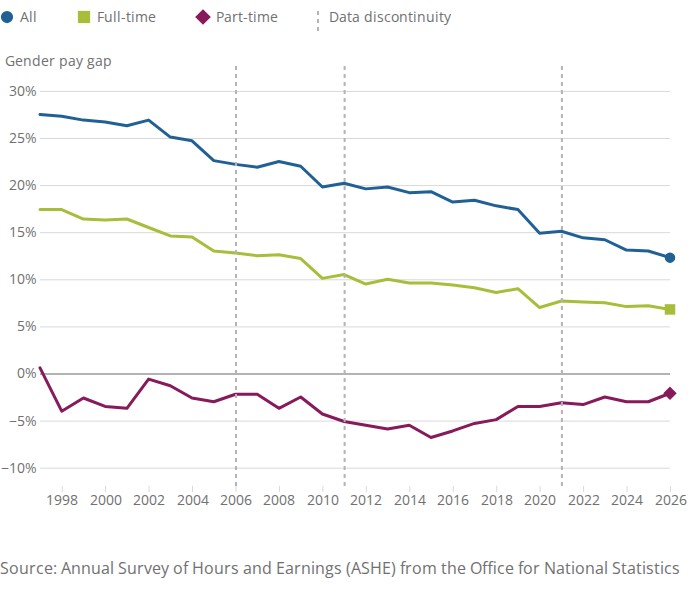 All Full-time Part-time Data discontinuity
Gender pay gap
30%
25%
20%
15%
10%
5%
0%
−5%
−10%
1998 2000 2002 2004 2006 2008 2010 2012 2014 2016 2018 2020 2022 2024 2026
Source: Annual Survey of Hours and Earnings (ASHE) from the Office for National Statistics